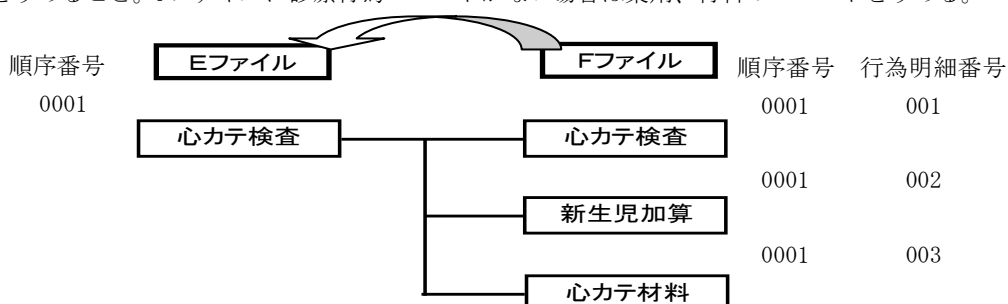 順序番号 Eファイル Fファイル 順序番号 行為明細番号
0001 0001 001
心カテ検査 心カテ検査
0001 002
新生児加算
0001 003
心カテ材料